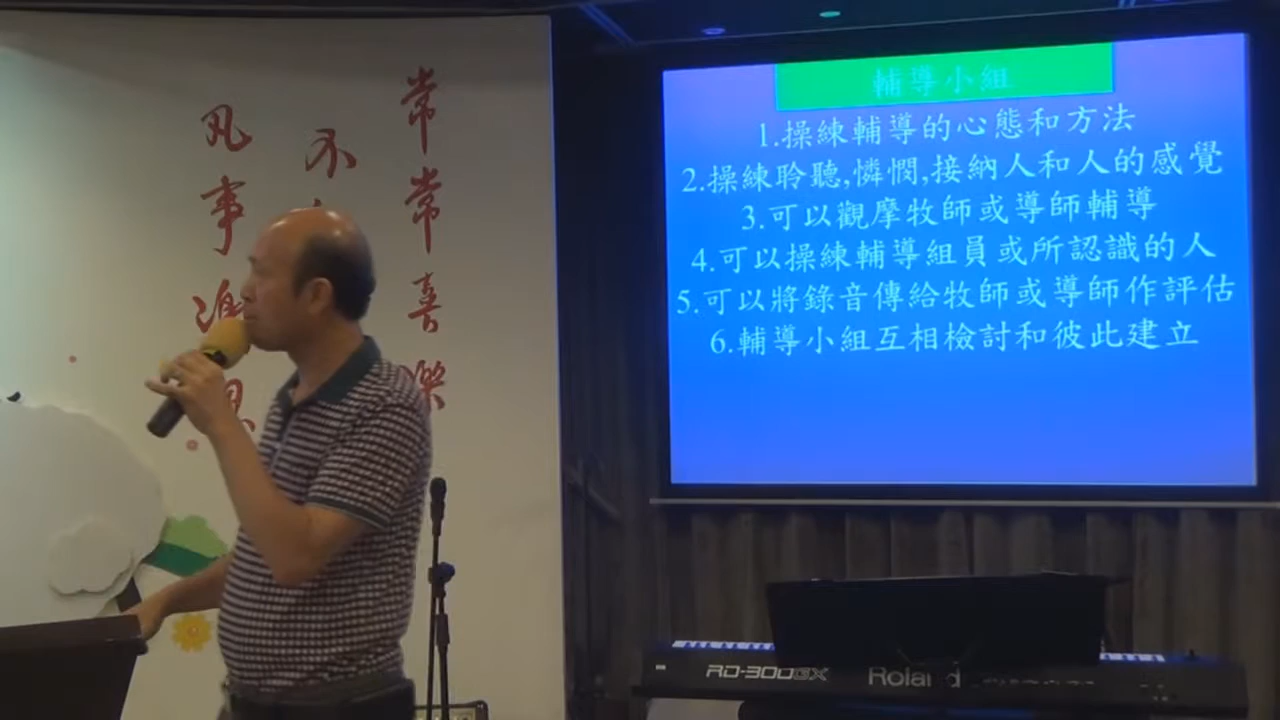 常常喜樂
不
凡事謝恩
輔導小組
1.操練輔導的心態和方法
2.操練聆聽,憐憫,接納人和人的感覺
3.可以觀摩牧師或導師輔導
4.可以操練輔導組員或所認識的人
5.可以將錄音傳給牧師或導師作評估
6.輔導小組互相檢討和彼此建立
RD-300GX
Roland